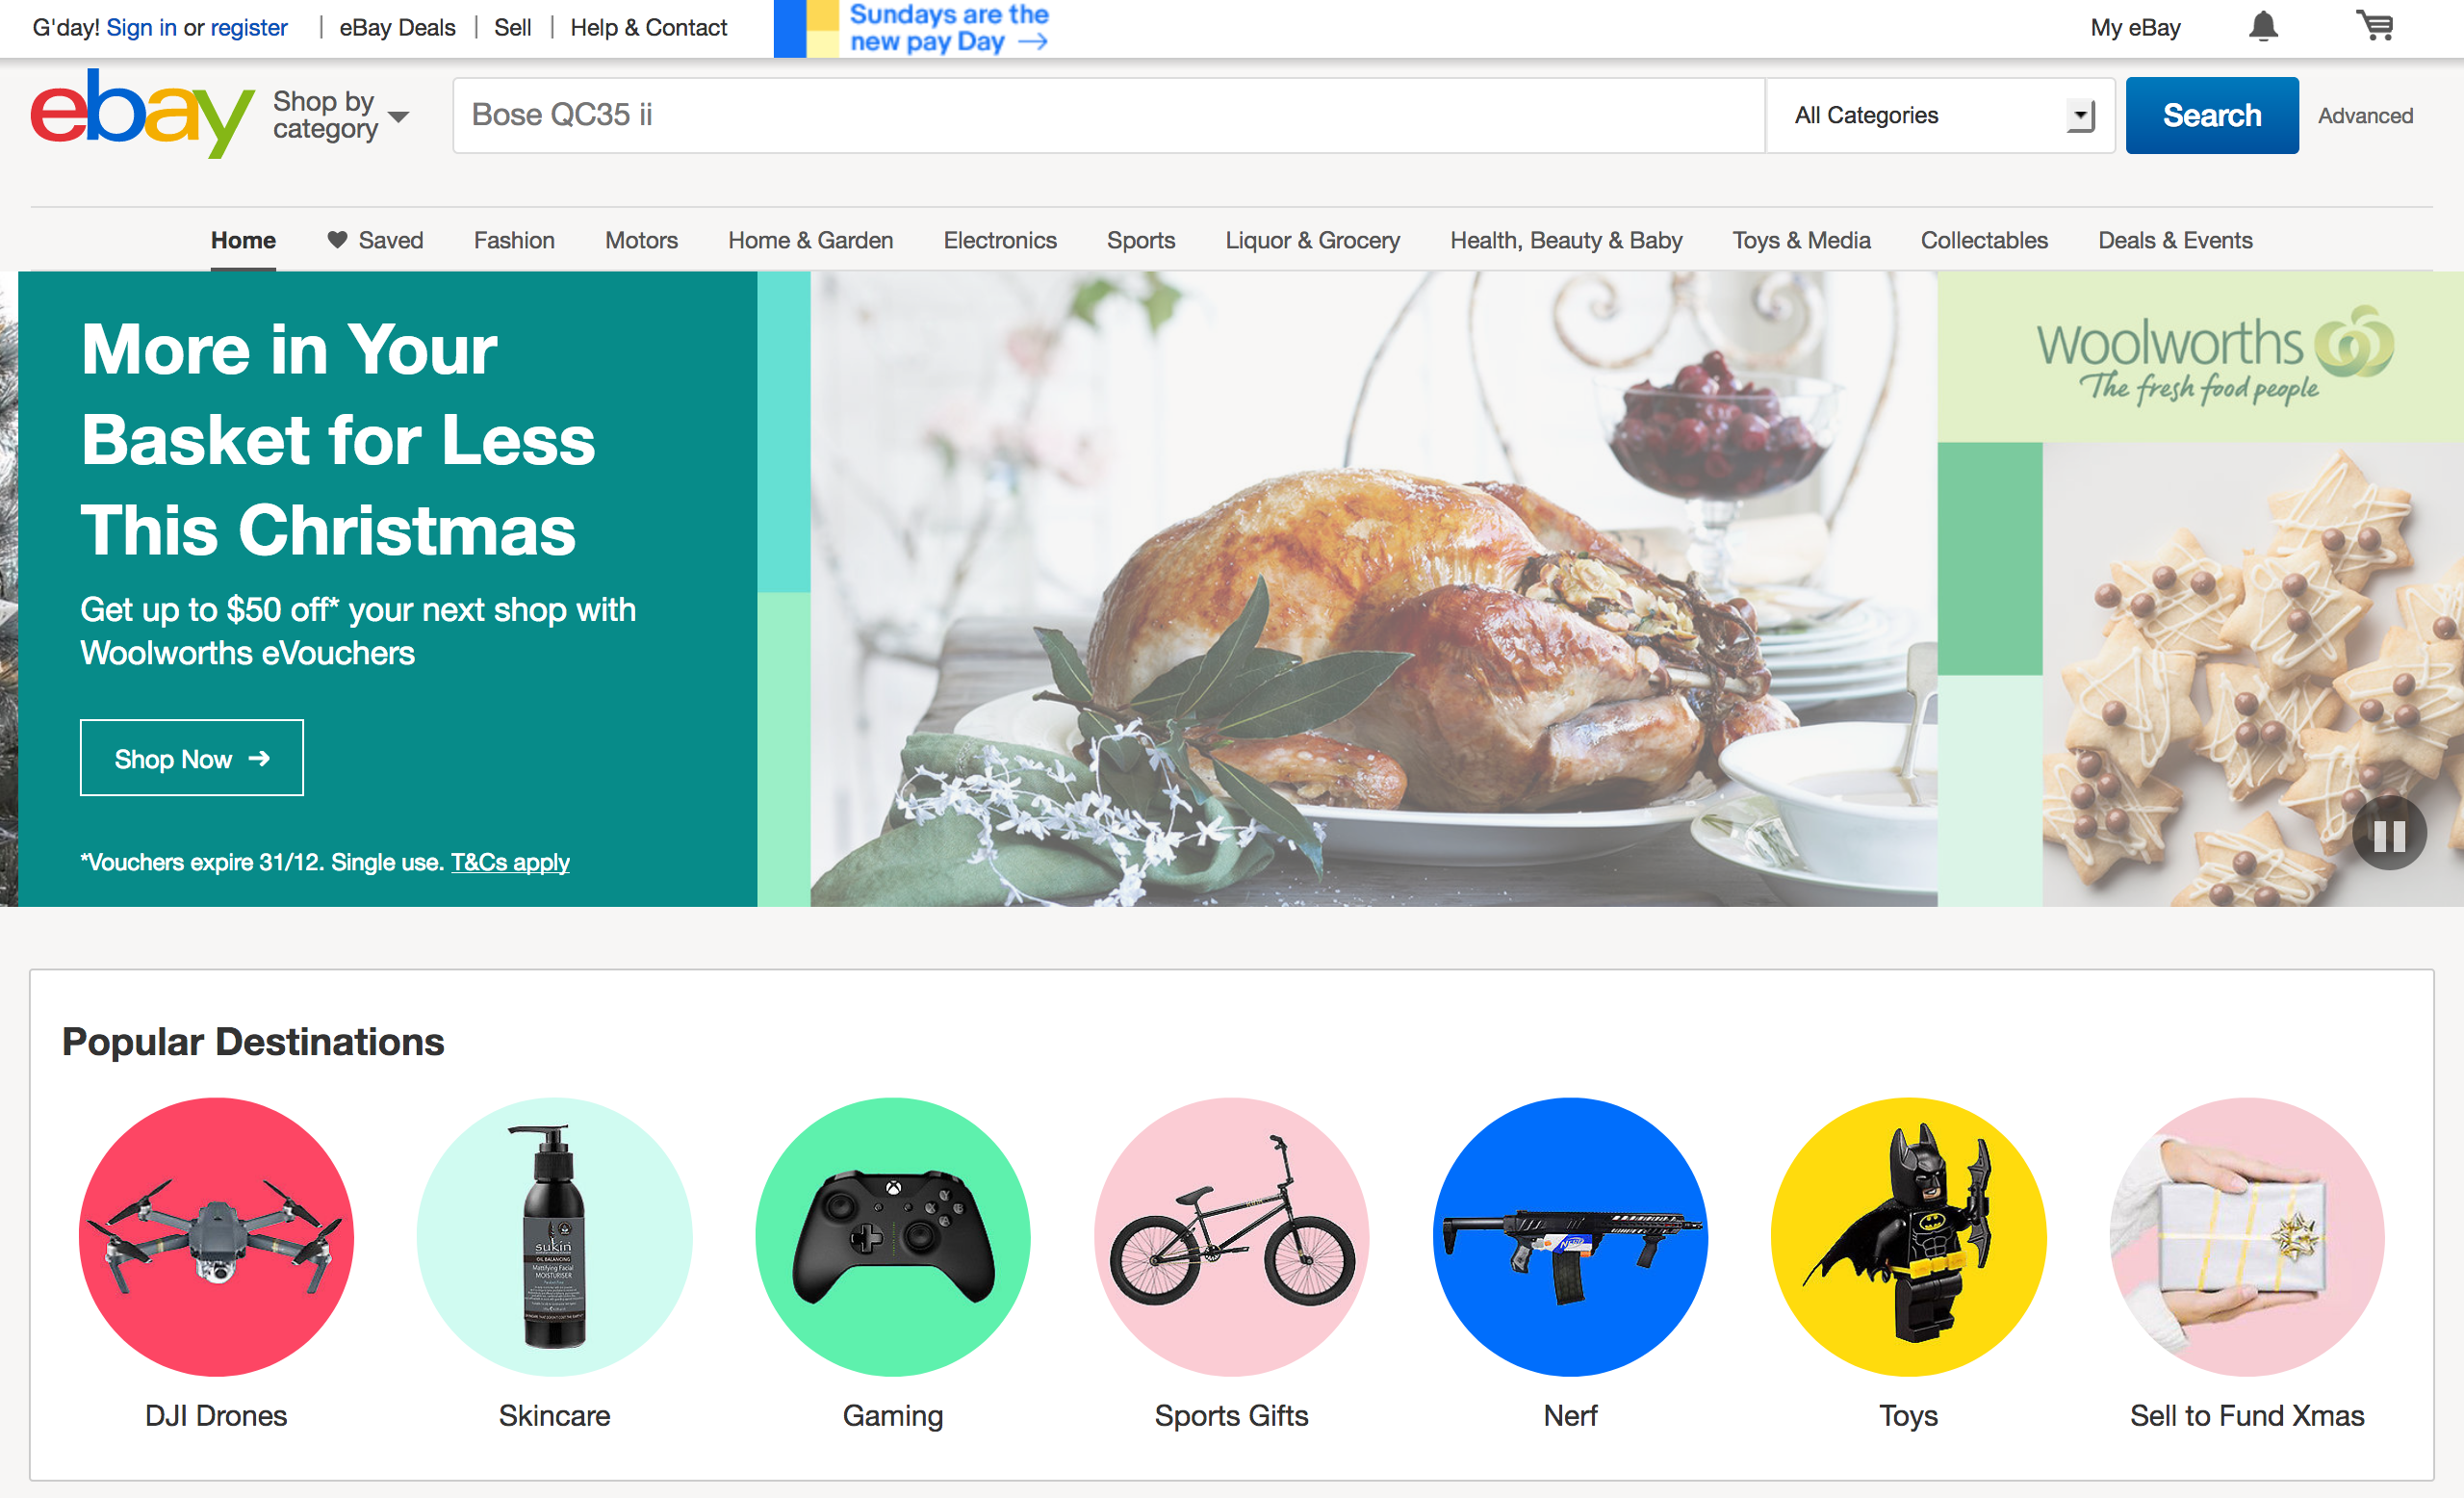 G'day! Sign in or register | eBay Deals | Sell | Help & Contact
Sundays are the
new pay Day →
My eBay
ebay
Shop by
category
Bose QC35 ii
All Categories
Search
Advanced
Home
Saved
Fashion
Motors
Home & Garden
Electronics
Sports
Liquor & Grocery
Health, Beauty & Baby
Toys & Media
Collectables
Deals & Events
More in Your
Basket for Less
This Christmas
Get up to $50 off* your next shop with
Woolworths eVouchers
Shop Now →
*Vouchers expire 31/12. Single use. T&Cs apply
Woolworths
The fresh food people
Popular Destinations
sukin
OIL BALANCING
Mattifying Facial
MOISTURISER
NERF
DJI Drones
Skincare
Gaming
Sports Gifts
Nerf
Toys
Sell to Fund Xmas